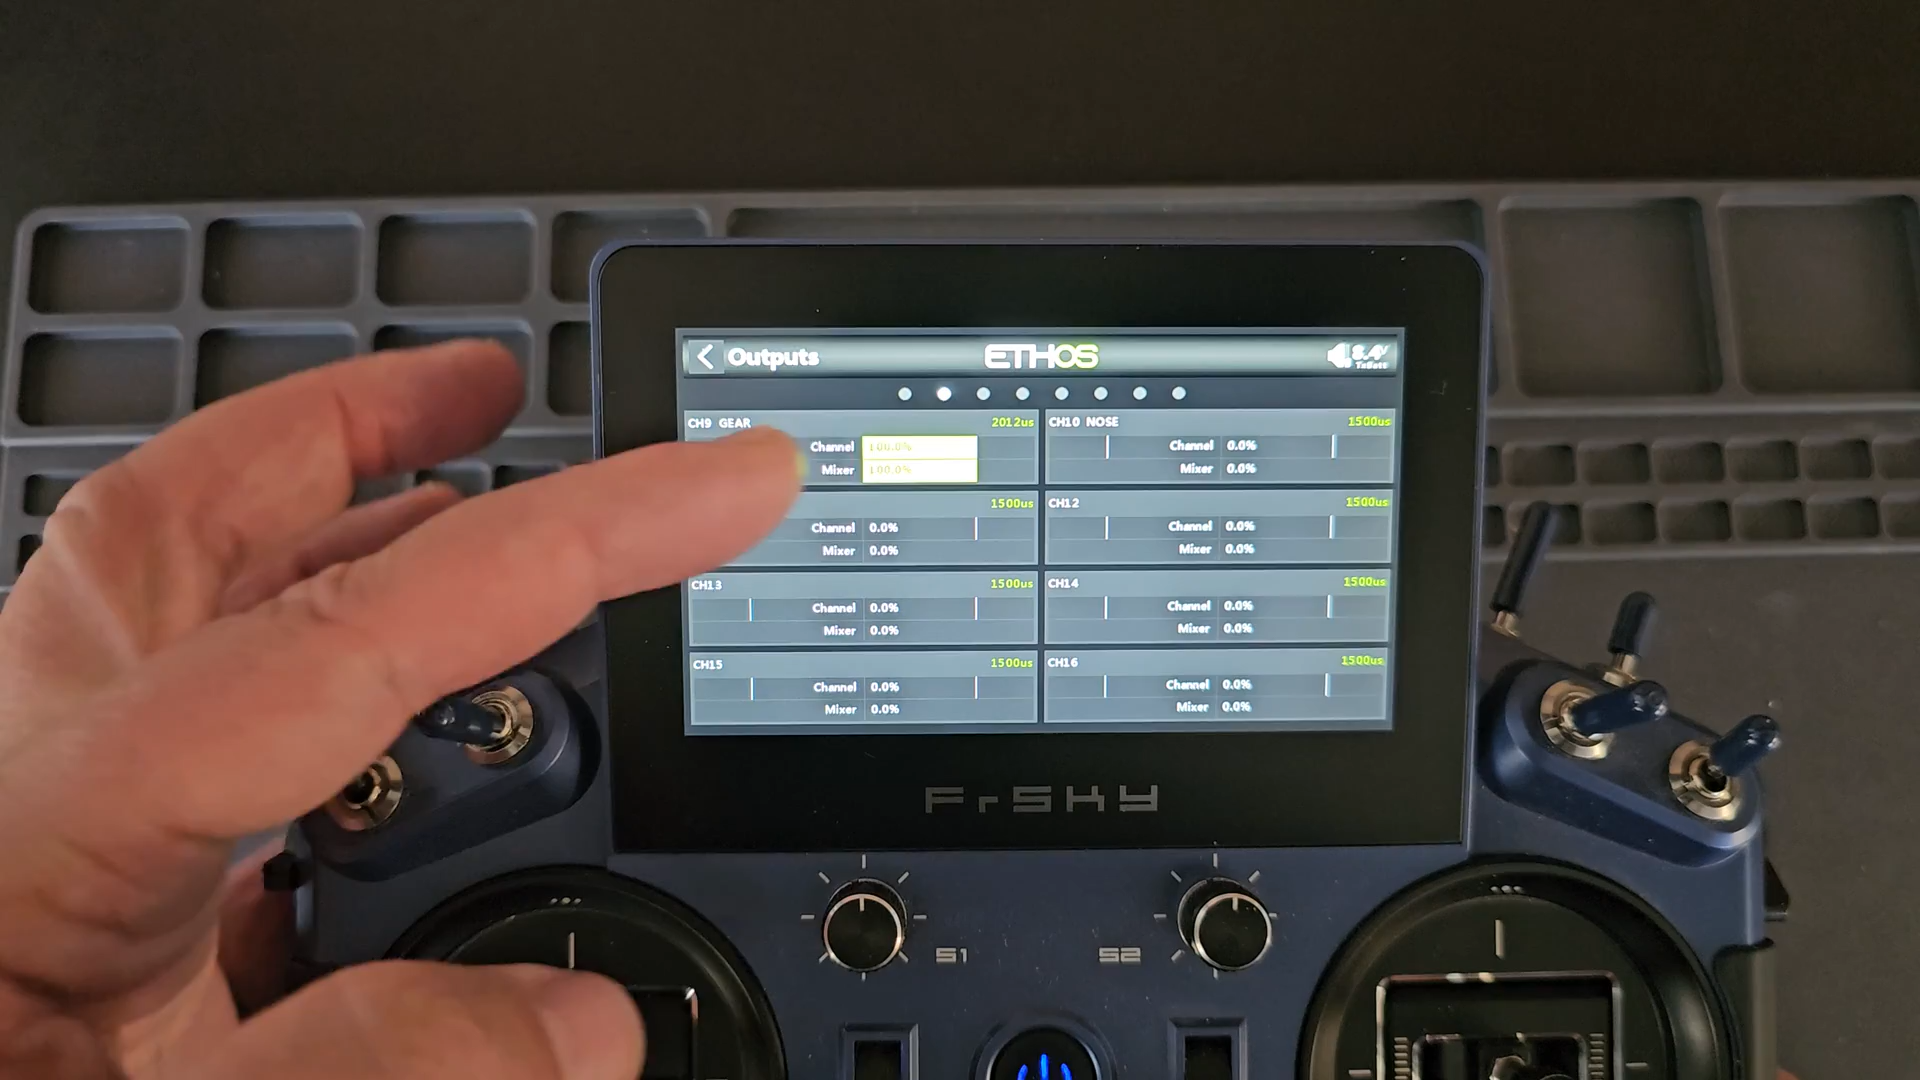 Outputs
ETHOS
8.4V
TxBatt
CH9 GEAR
2012us
Channel
100.0%
Mixer
100.0%
CH10 NOSE
1500us
Channel
0.0%
Mixer
0.0%
1500us
Channel
0.0%
Mixer
0.0%
CH12
1500us
Channel
0.0%
Mixer
0.0%
CH13
1500us
Channel
0.0%
Mixer
0.0%
CH14
1500us
Channel
0.0%
Mixer
0.0%
CH15
1500us
Channel
0.0%
Mixer
0.0%
CH16
1500us
Channel
0.0%
Mixer
0.0%
FrSKY
S1
S2